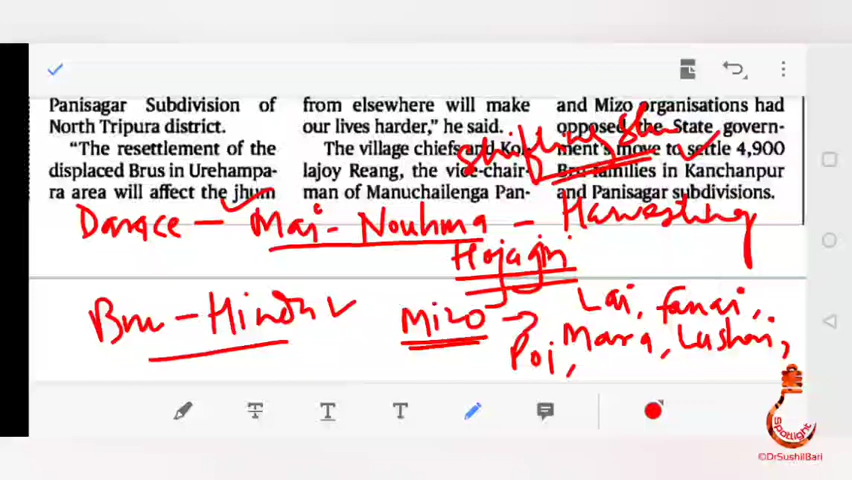 Panisagar Subdivision of
North Tripura district.
"The resettlement of the
displaced Brus in Urehampa-
ra area will affect the jhum
from elsewhere will make
our lives harder," he said.
The village chiefs and Kol-
lajoy Reang, the vice-chair-
man of Manuchailenga Pan-
and Mizo organisations had
opposed the State govern-
ment's move to settle 4,900
Bru families in Kanchanpur
and Panisagar subdivisions.
Shifting
Danace - Mai - Nouhma - Harvesting
Hojagiri
Bru - Hindu
Mizo → Lai, Fanai,
Poi, Mara, Lushai,
Spotlight
©DrSushilBari